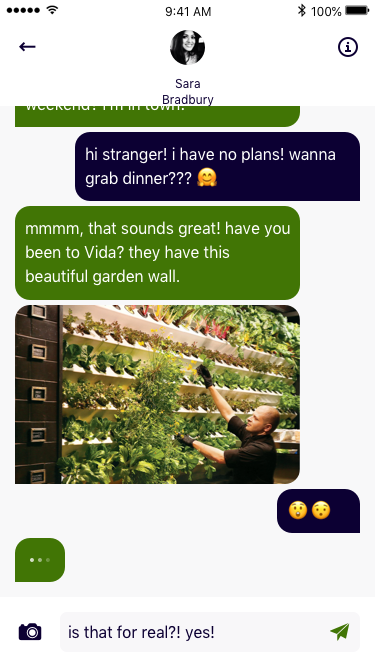 9:41 AM 100%
Sara
Bradbury
weekend? I'm in town!
hi stranger! i have no plans! wanna
grab dinner??? 🤗
mmmm, that sounds great! have you
been to Vida? they have this
beautiful garden wall.
😲😯
is that for real?! yes!